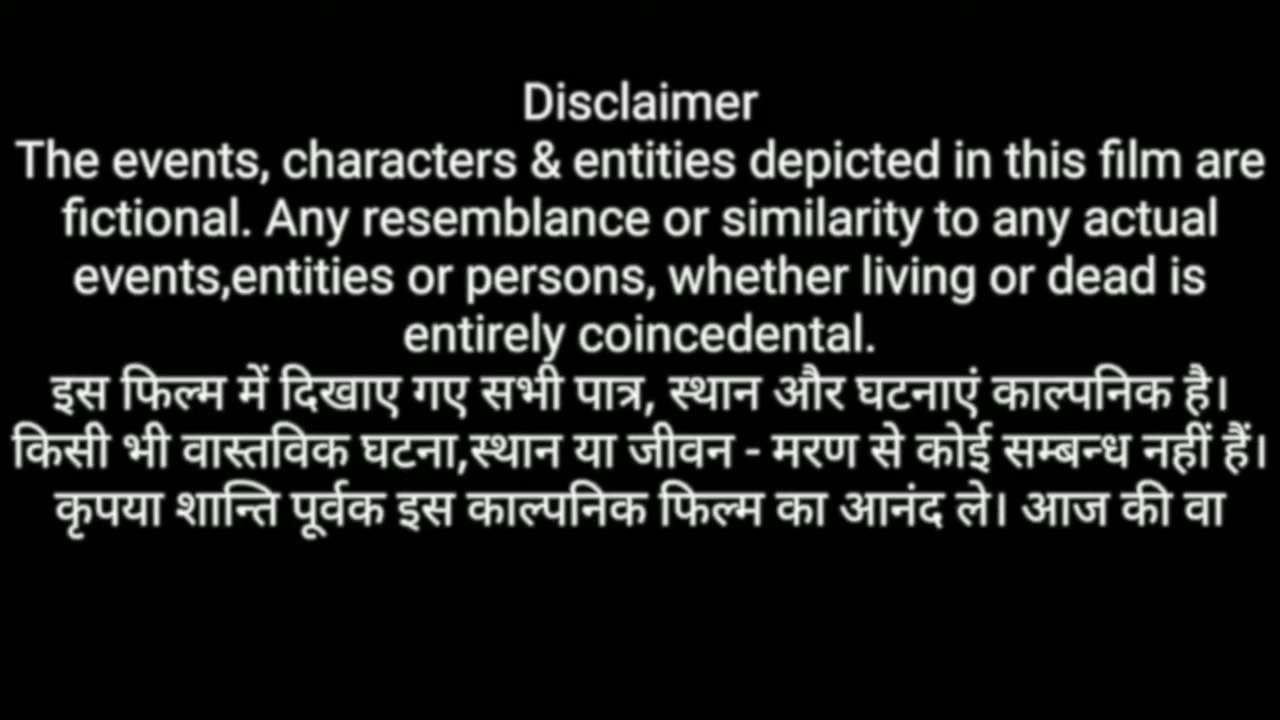 Disclaimer
The events, characters & entities depicted in this film are
fictional. Any resemblance or similarity to any actual
events,entities or persons, whether living or dead is
entirely coincedental.
इस फिल्म में दिखाए गए सभी पात्र, स्थान और घटनाएं काल्पनिक है।
किसी भी वास्तविक घटना,स्थान या जीवन - मरण से कोई सम्बन्ध नहीं हैं।
कृपया शान्ति पूर्वक इस काल्पनिक फिल्म का आनंद ले। आज की वा